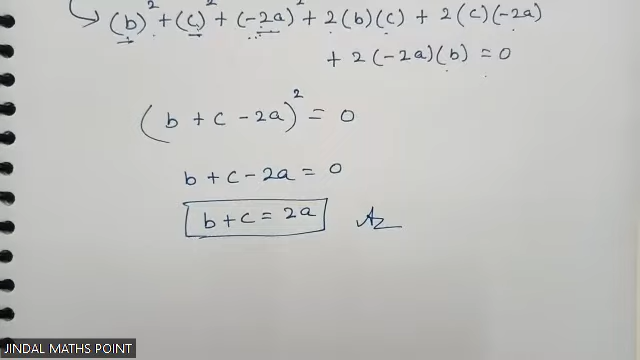 (b)² + (c)² + (-2a)² + 2(b)(c) + 2(c)(-2a)
+ 2(-2a)(b) = 0
(b + c - 2a)² = 0
b + c - 2a = 0
b + c = 2a
JINDAL MATHS POINT